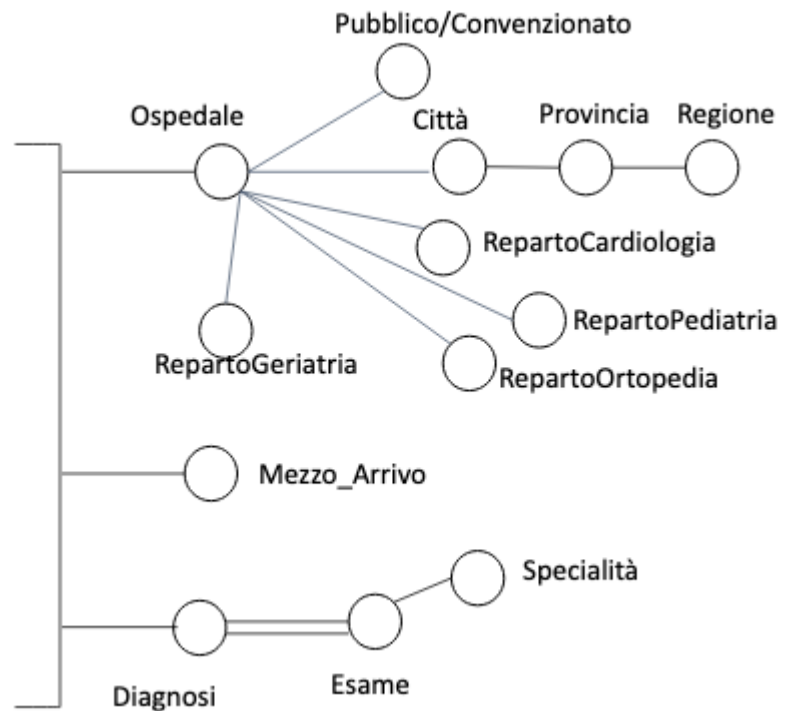 Pubblico/Convenzionato
Ospedale
Città
Provincia
Regione
RepartoCardiologia
RepartoPediatria
RepartoGeriatria
RepartoOrtopedia
Mezzo_Arrivo
Specialità
Esame
Diagnosi